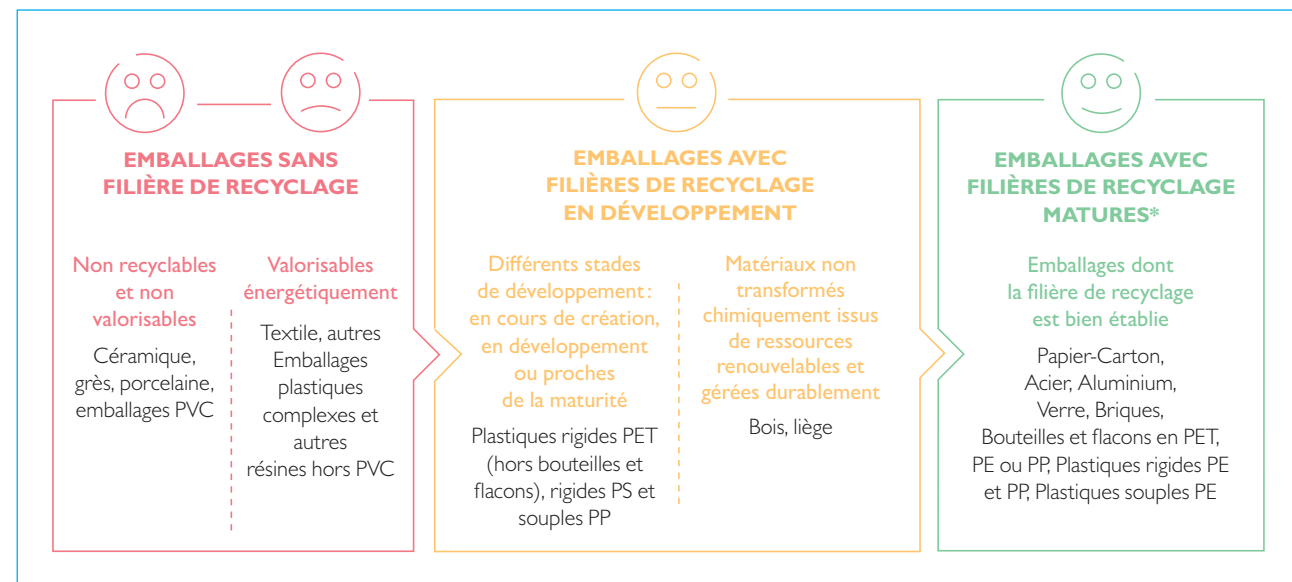 EMBALLAGES SANS
FILIÈRE DE RECYCLAGE
Non recyclables
et non
valorisables
Céramique,
grès, porcelaine,
emballages PVC
Valorisables
énergétiquement
Textile, autres
Emballages
plastiques
complexes et
autres
résines hors PVC
EMBALLAGES AVEC
FILIÈRES DE RECYCLAGE
EN DÉVELOPPEMENT
Différents stades
de développement :
en cours de création,
en développement
ou proches
de la maturité
Plastiques rigides PET
(hors bouteilles et
flacons), rigides PS et
souples PP
Matériaux non
transformés
chimiquement issus
de ressources
renouvelables et
gérées durablement
Bois, liège
EMBALLAGES AVEC
FILIÈRES DE RECYCLAGE
MATURES*
Emballages dont
la filière de recyclage
est bien établie
Papier-Carton,
Acier, Aluminium,
Verre, Briques,
Bouteilles et flacons en PET,
PE ou PP, Plastiques rigides PE
et PP, Plastiques souples PE